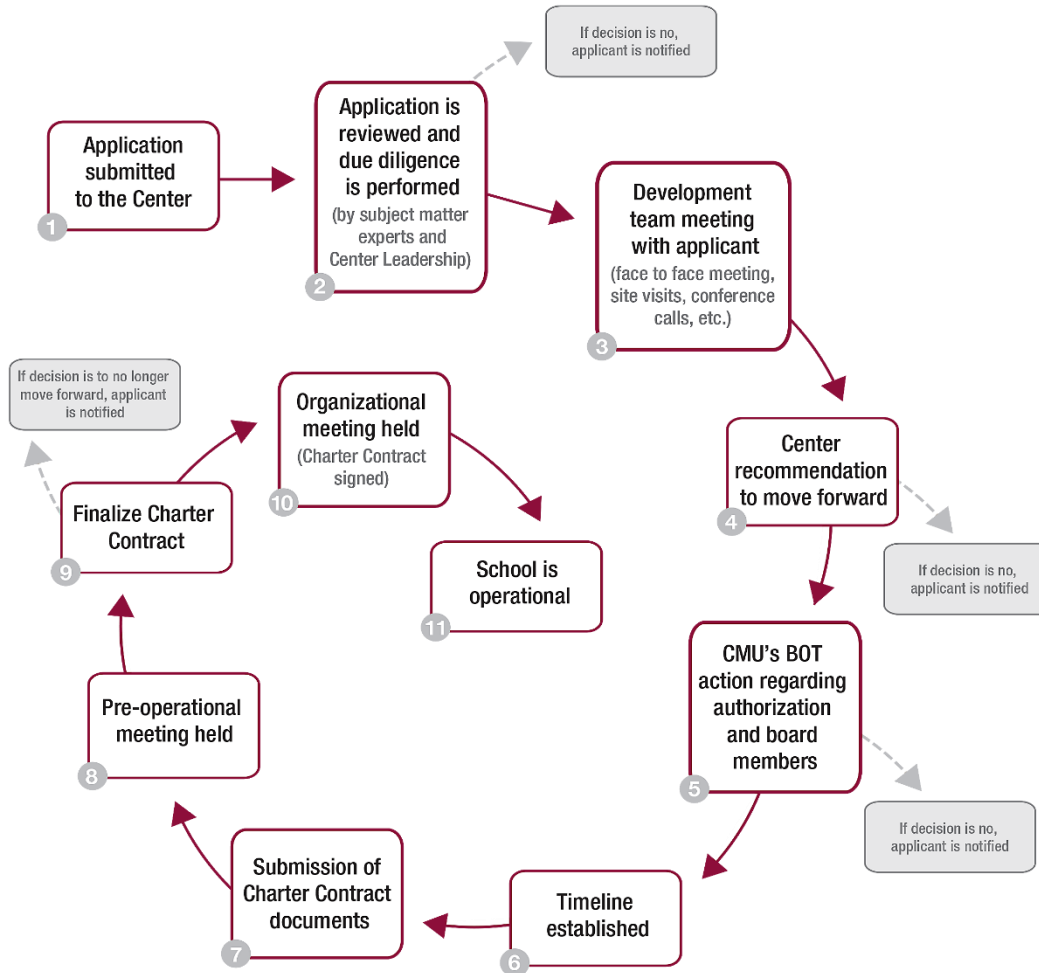 If decision is no,
applicant is notified
Application
submitted
to the Center
1
Application is
reviewed and
due diligence
is performed
(by subject matter
experts and
Center Leadership)
2
Development
team meeting
with applicant
(face to face meeting,
site visits, conference
calls, etc.)
3
Center
recommendation
to move forward
4
If decision is no,
applicant is notified
CMU's BOT
action regarding
authorization
and board
members
5
If decision is no,
applicant is notified
Timeline
established
6
Submission of
Charter Contract
documents
7
Pre-operational
meeting held
8
Finalize Charter
Contract
9
If decision is to no longer
move forward, applicant
is notified
Organizational
meeting held
(Charter Contract
signed)
10
School is
operational
11